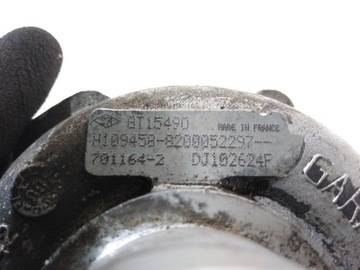 GT1549D MADE IN FRANCE
H109458-8200052297--
701164-2 DJ102624F
GAR